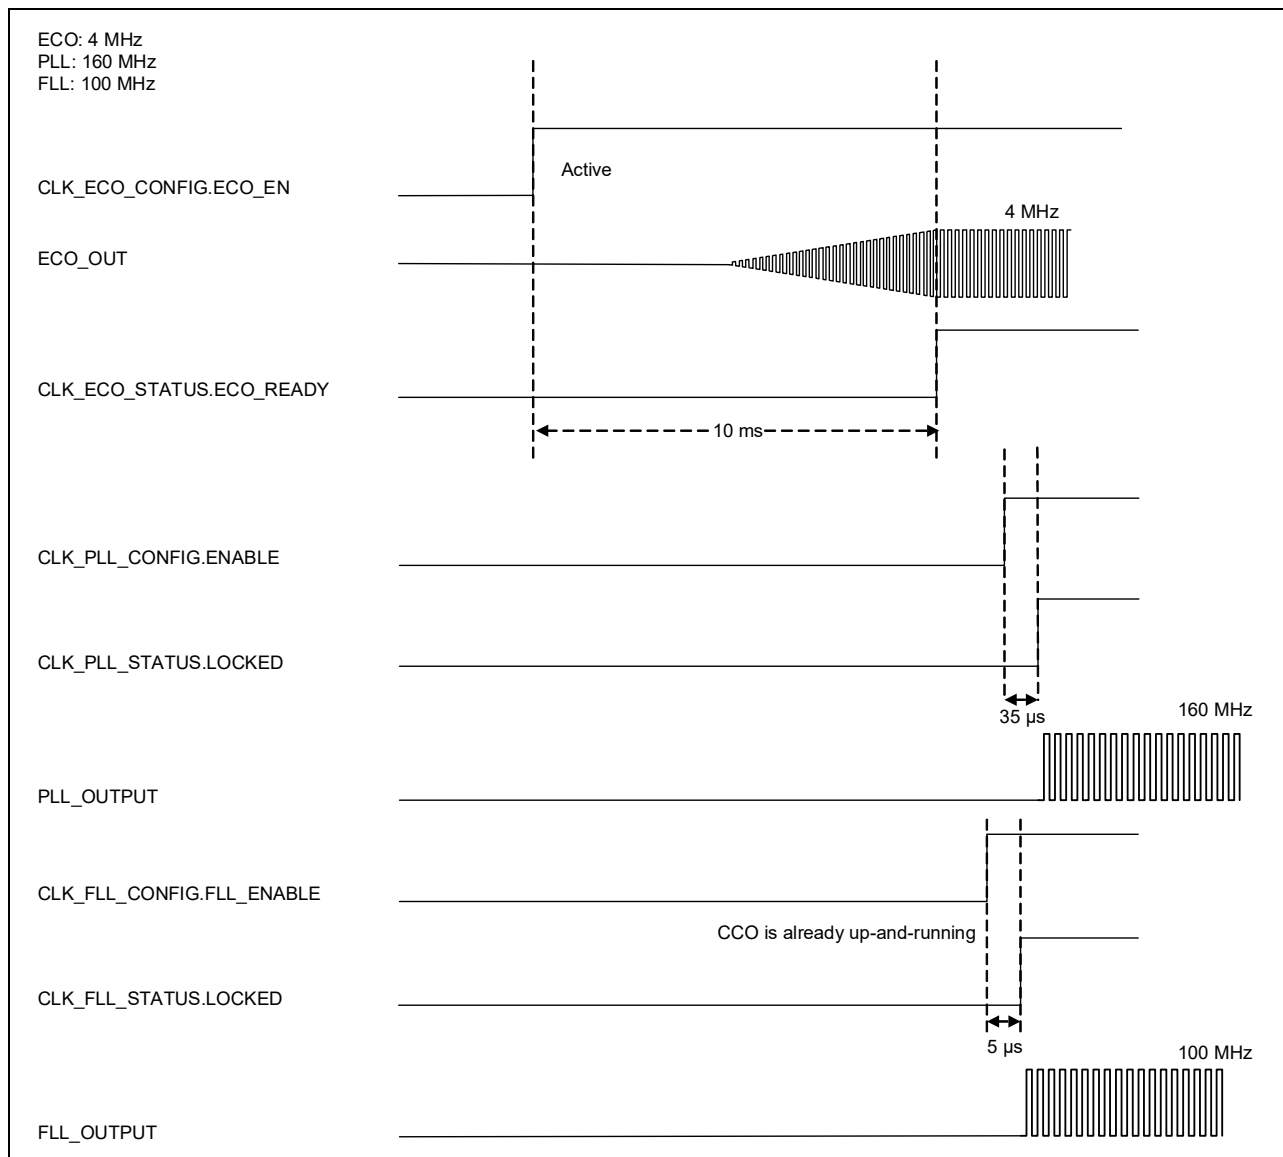 ECO: 4 MHz
PLL: 160 MHz
FLL: 100 MHz
Active
CLK_ECO_CONFIG.ECO_EN
4 MHz
ECO_OUT
CLK_ECO_STATUS.ECO_READY
10 ms
CLK_PLL_CONFIG.ENABLE
CLK_PLL_STATUS.LOCKED
35 µs
160 MHz
PLL_OUTPUT
CLK_FLL_CONFIG.FLL_ENABLE
CCO is already up-and-running
CLK_FLL_STATUS.LOCKED
5 µs
100 MHz
FLL_OUTPUT